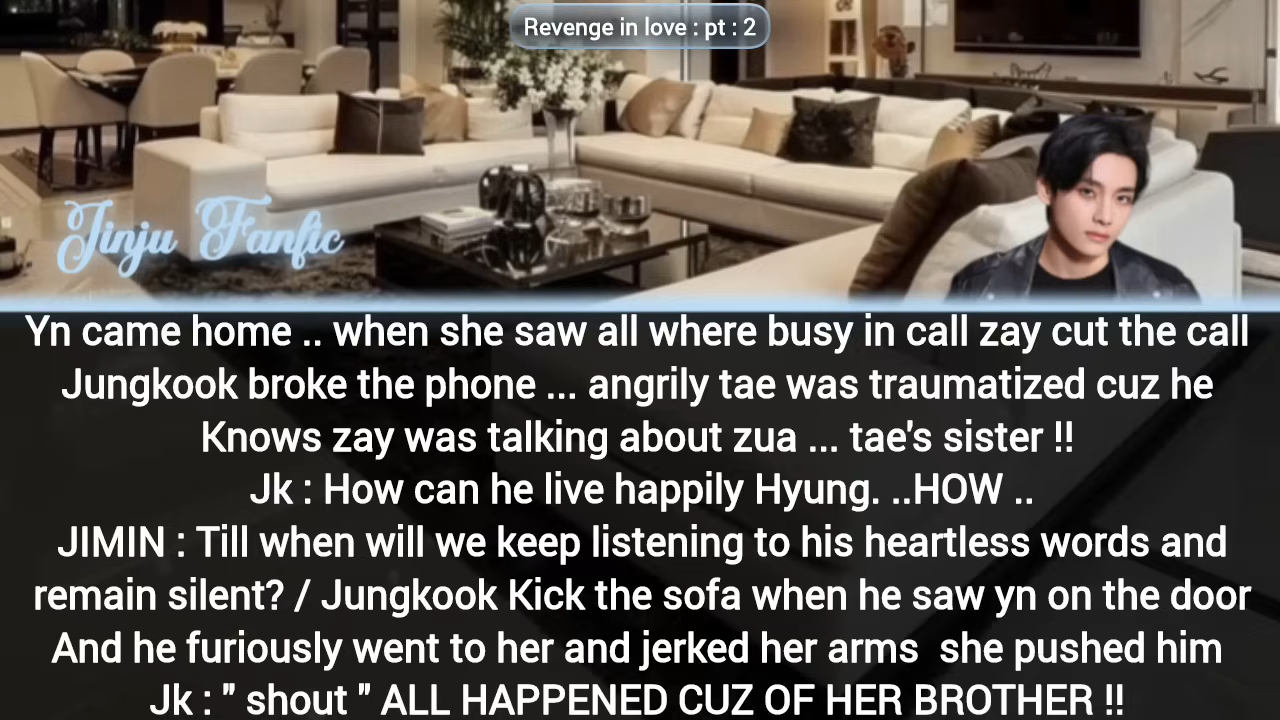 Revenge in love : pt : 2
Jinju Fanfic
Yn came home .. when she saw all where busy in call zay cut the call
Jungkook broke the phone ... angrily tae was traumatized cuz he
Knows zay was talking about zua ... tae's sister !!
Jk : How can he live happily Hyung. ..HOW ..
JIMIN : Till when will we keep listening to his heartless words and
remain silent? / Jungkook Kick the sofa when he saw yn on the door
And he furiously went to her and jerked her arms  she pushed him
Jk : " shout " ALL HAPPENED CUZ OF HER BROTHER !!